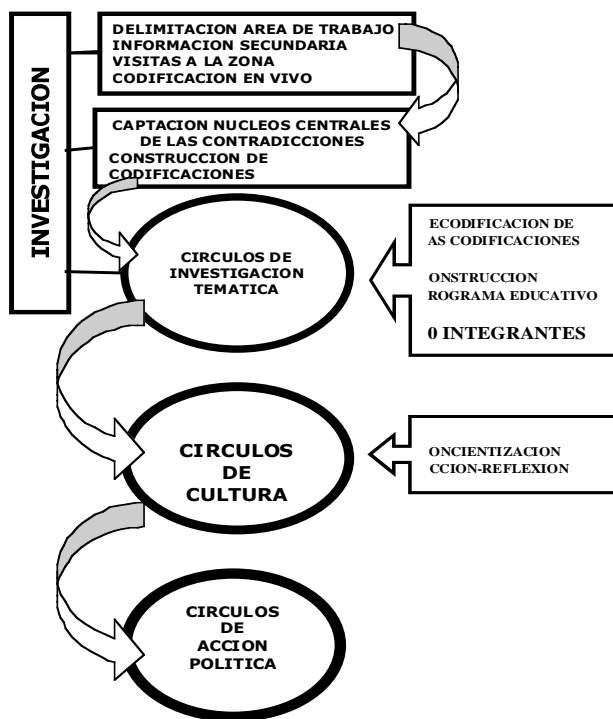 INVESTIGACION
DELIMITACION AREA DE TRABAJO
INFORMACION SECUNDARIA
VISITAS A LA ZONA
CODIFICACION EN VIVO
CAPTACION NUCLEOS CENTRALES
DE LAS CONTRADICCIONES
CONSTRUCCION DE
CODIFICACIONES
CIRCULOS DE
INVESTIGACION
TEMATICA
ECODIFICACION DE
AS CODIFICACIONES
ONSTRUCCION
ROGRAMA EDUCATIVO
0 INTEGRANTES
CIRCULOS
DE
CULTURA
ONCIENTIZACION
CCION-REFLEXION
CIRCULOS
DE
ACCION
POLITICA